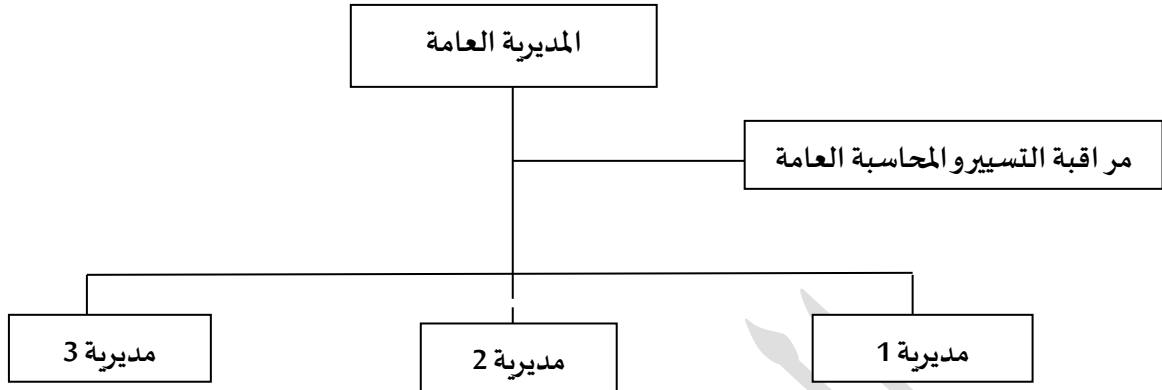 المديرية العامة
مراقبة التسيير والمحاسبة العامة
مديرية 1
مديرية 2
مديرية 3